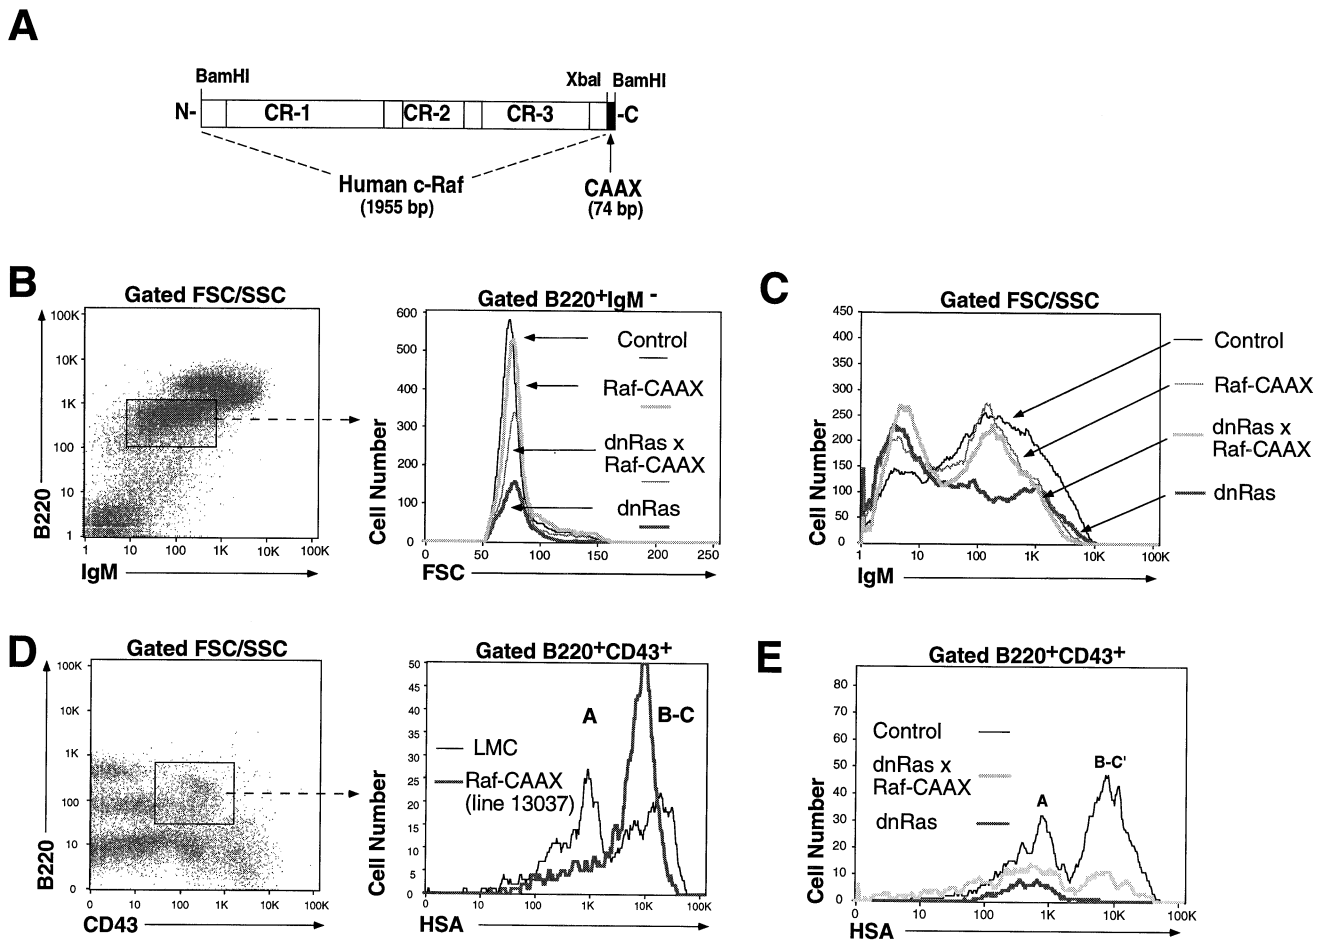 A
BamHI
XbaI BamHI
N-
CR-1
CR-2
CR-3
-C
Human c-Raf
(1955 bp)
CAAX
(74 bp)
B
Gated FSC/SSC
100K
10K
1K
100
10
1
B220
1 10 100 1K 10K 100K
IgM
Gated B220+IgM -
600
500
400
300
200
100
0
Cell Number
Control
Raf-CAAX
dnRas x
Raf-CAAX
dnRas
0 50 100 150 200 250
FSC
C
Gated FSC/SSC
450
400
350
300
250
200
150
100
50
0
Cell Number
Control
Raf-CAAX
dnRas x
Raf-CAAX
dnRas
1 10 100 1K 10K 100K
IgM
D
Gated FSC/SSC
100K
10K
1K
100
10
0
B220
0 10 100 1K 10K 100K
CD43
Gated B220+CD43+
50
45
40
35
30
25
20
15
10
5
0
Cell Number
A
B-C
LMC
Raf-CAAX
(line 13037)
0 10 100 1K 10K 100K
HSA
E
Gated B220+CD43+
80
70
60
50
40
30
20
10
0
Cell Number
Control
dnRas x
Raf-CAAX
dnRas
A
B-C'
0 10 100 1K 10K 100K
HSA